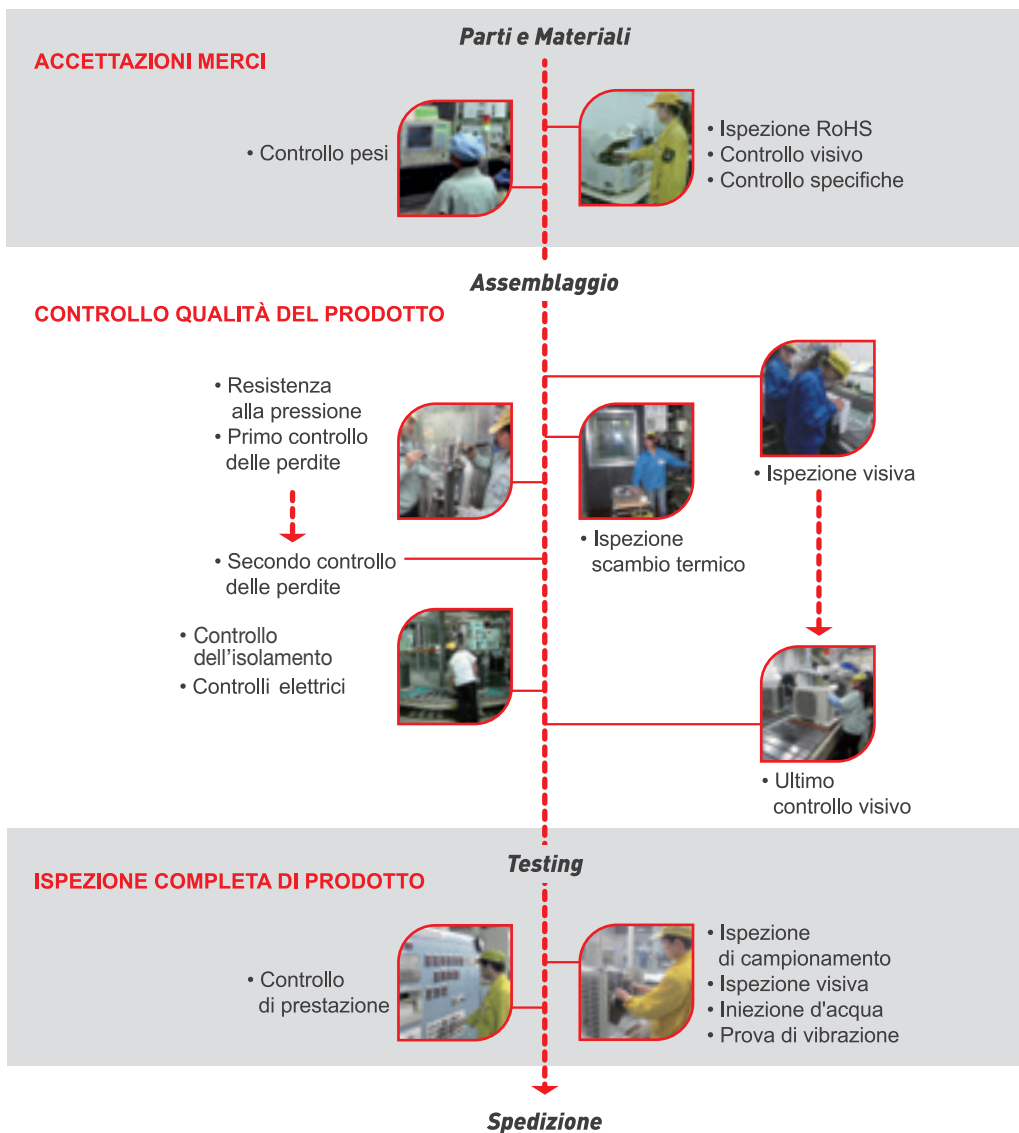 Parti e Materiali
ACCETTAZIONI MERCI
• Controllo pesi
• Ispezione RoHS
• Controllo visivo
• Controllo specifiche
Assemblaggio
CONTROLLO QUALITÀ DEL PRODOTTO
• Resistenza
alla pressione
• Primo controllo
delle perdite
• Ispezione visiva
• Ispezione
scambio termico
• Secondo controllo
delle perdite
• Controllo
dell'isolamento
• Controlli elettrici
• Ultimo
controllo visivo
Testing
ISPEZIONE COMPLETA DI PRODOTTO
• Controllo
di prestazione
• Ispezione
di campionamento
• Ispezione visiva
• Iniezione d'acqua
• Prova di vibrazione
Spedizione